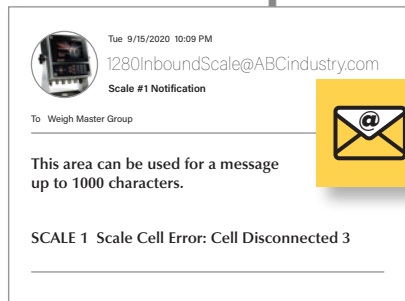 Tue 9/15/2020 10:09 PM
1280InboundScale@ABCindustry.com
Scale #1 Notification
To Weigh Master Group
This area can be used for a message
up to 1000 characters.
SCALE 1 Scale Cell Error: Cell Disconnected 3